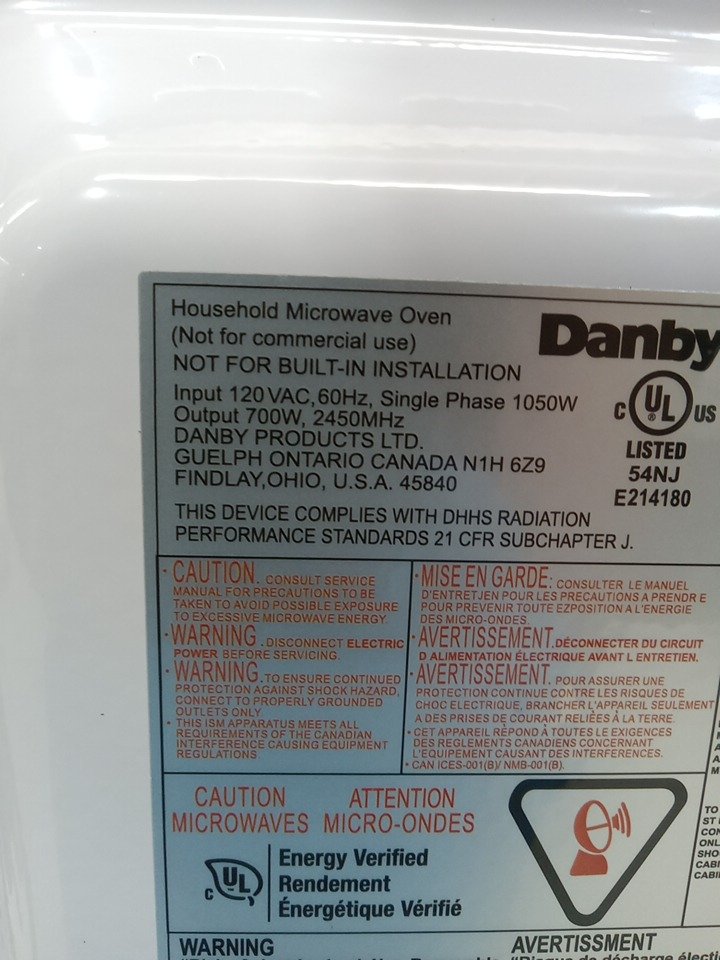 Household Microwave Oven
(Not for commercial use)
NOT FOR BUILT-IN INSTALLATION
Input 120VAC,60Hz, Single Phase 1050W
Output 700W, 2450MHz
DANBY PRODUCTS LTD.
GUELPH ONTARIO CANADA N1H 6Z9
FINDLAY,OHIO, U.S.A. 45840
THIS DEVICE COMPLIES WITH DHHS RADIATION
PERFORMANCE STANDARDS 21 CFR SUBCHAPTER J.
Danby
C UL ® US
LISTED
54NJ
E214180
· CAUTION. CONSULT SERVICE
MANUAL FOR PRECAUTIONS TO BE
TAKEN TO AVOID POSSIBLE EXPOSURE
TO EXCESSIVE MICROWAVE ENERGY.
· WARNING .DISCONNECT ELECTRIC
POWER BEFORE SERVICING.
· WARNING .TO ENSURE CONTINUED
PROTECTION AGAINST SHOCK HAZARD,
CONNECT TO PROPERLY GROUNDED
OUTLETS ONLY
· THIS ISM APPARATUS MEETS ALL
REQUIREMENTS OF THE CANADIAN
INTERFERENCE CAUSING EQUIPMENT
REGULATIONS
· MISE EN GARDE: CONSULTER LE MANUEL
D'ENTRETJEN POUR LES PRECAUTIONS A PRENDR E
POUR PREVENIR TOUTE EZPOSITION A L'ENERGIE
DES MICRO-ONDES.
· AVERTISSEMENT.DÉCONNECTER DU CIRCUIT
D ALIMENTATION ÉLECTRIQUE AVANT L ENTRETIEN.
· AVERTISSEMENT. POUR ASSURER UNE
PROTECTION CONTINUE CONTRE LES RISQUES DE
CHOC ELECTRIQUE, BRANCHER L'APPAREIL SEULEMENT
A DES PRISES DE COURANT RELIÉES À LA TERRE.
· CET APPAREIL RÉPOND À TOUTES LE EXIGENCES
DES REGLEMENTS CANADIENS CONCERNANT
L'EQUIPEMENT CAUSANT DES INTERFERENCES.
· CAN ICES-001(B)/ NMB-001(B).
CAUTION ATTENTION
MICROWAVES MICRO-ONDES
C UL
Energy Verified
Rendement
Énergétique Vérifié
TO
WARNING
AVERTISSMENT